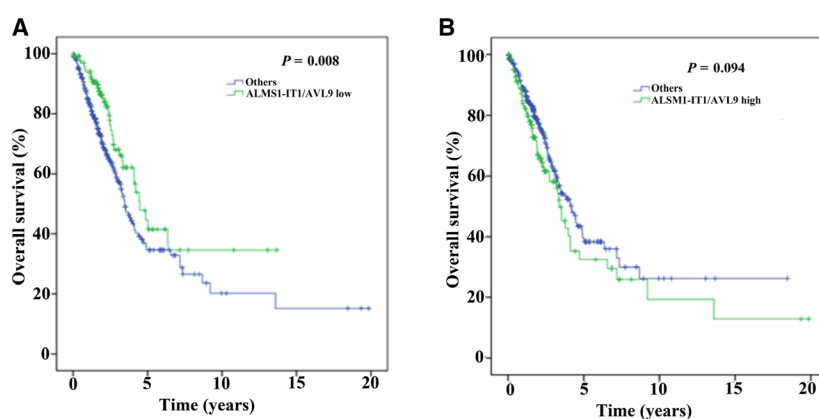 A
P = 0.008
Others
ALMS1-IT1/AVL9 low
Overall survival (%)
100
80
60
40
20
0
0 5 10 15 20
Time (years)
B
P = 0.094
Others
ALSM1-IT1/AVL9 high
Overall survival (%)
100
80
60
40
20
0
0 5 10 15 20
Time (years)